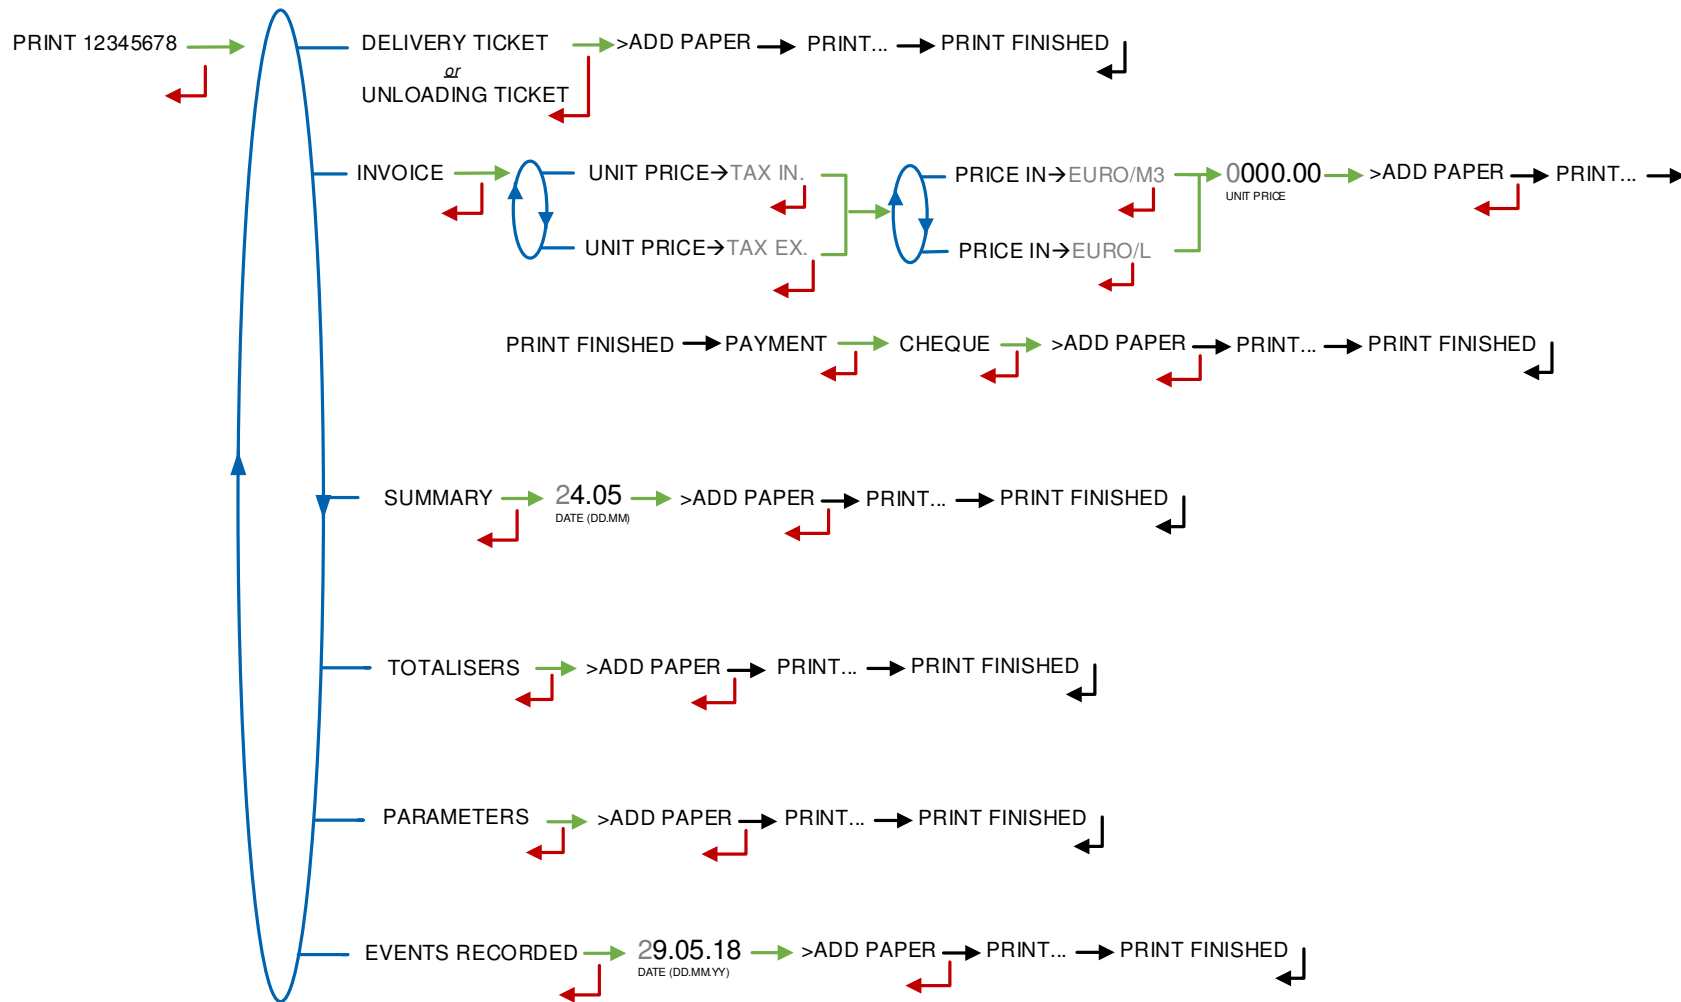 PRINT 12345678
DELIVERY TICKET >ADD PAPER PRINT... PRINT FINISHED
or
UNLOADING TICKET
INVOICE UNIT PRICE→TAX IN. PRICE IN→EURO/M3 0000.00 >ADD PAPER PRINT...
UNIT PRICE
UNIT PRICE→TAX EX. PRICE IN→EURO/L
PRINT FINISHED PAYMENT CHEQUE >ADD PAPER PRINT... PRINT FINISHED
SUMMARY 24.05 >ADD PAPER PRINT... PRINT FINISHED
DATE (DD.MM)
TOTALISERS >ADD PAPER PRINT... PRINT FINISHED
PARAMETERS >ADD PAPER PRINT... PRINT FINISHED
EVENTS RECORDED 29.05.18 >ADD PAPER PRINT... PRINT FINISHED
DATE (DD.MM.YY)